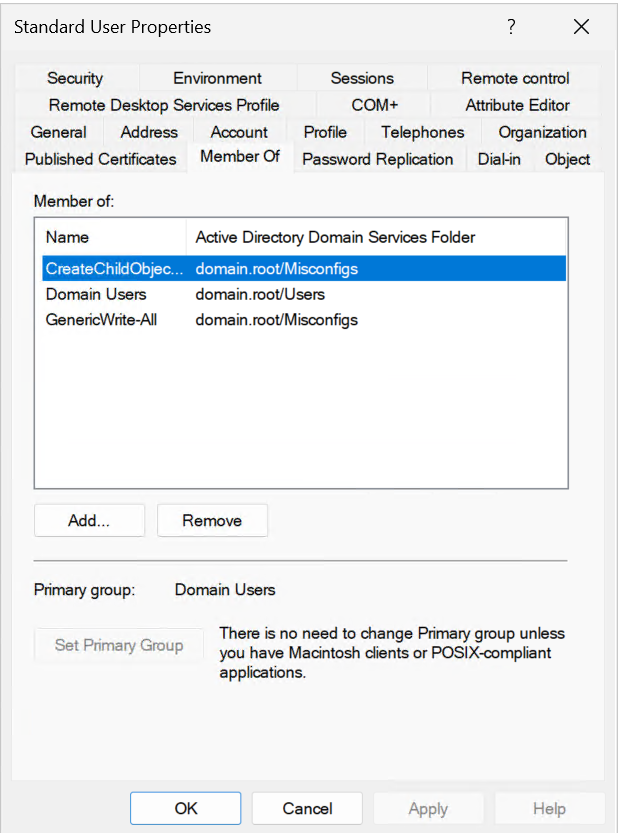 Standard User Properties ?
Security Environment Sessions Remote control
Remote Desktop Services Profile COM+ Attribute Editor
General Address Account Profile Telephones Organization
Published Certificates Member Of Password Replication Dial-in Object
Member of:
Name Active Directory Domain Services Folder
CreateChildObjec... domain.root/Misconfigs
Domain Users domain.root/Users
GenericWrite-All domain.root/Misconfigs
Add... Remove
Primary group: Domain Users
Set Primary Group
There is no need to change Primary group unless
you have Macintosh clients or POSIX-compliant
applications.
OK Cancel Apply Help